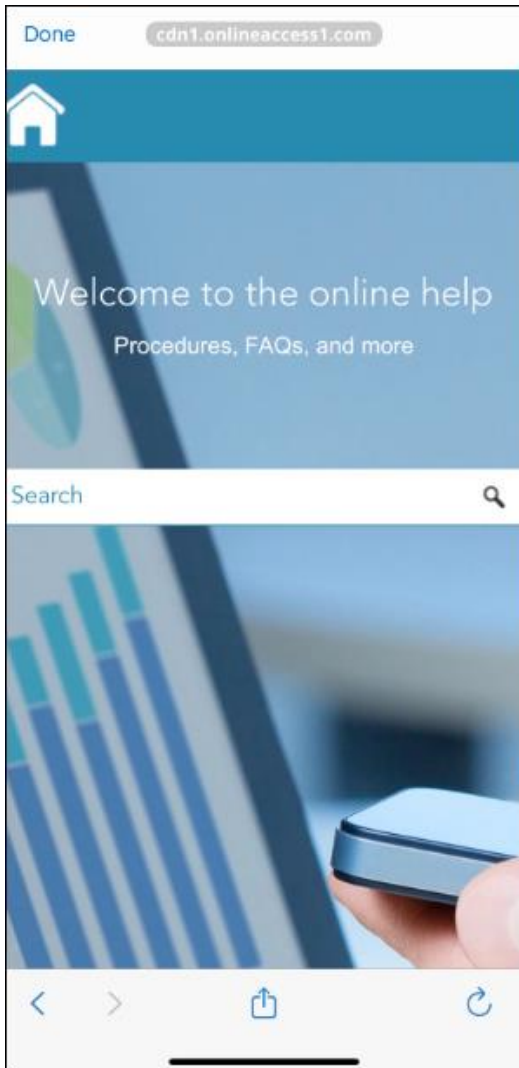 Done
cdn1.onlineaccess1.com
Welcome to the online help
Procedures, FAQs, and more
Search